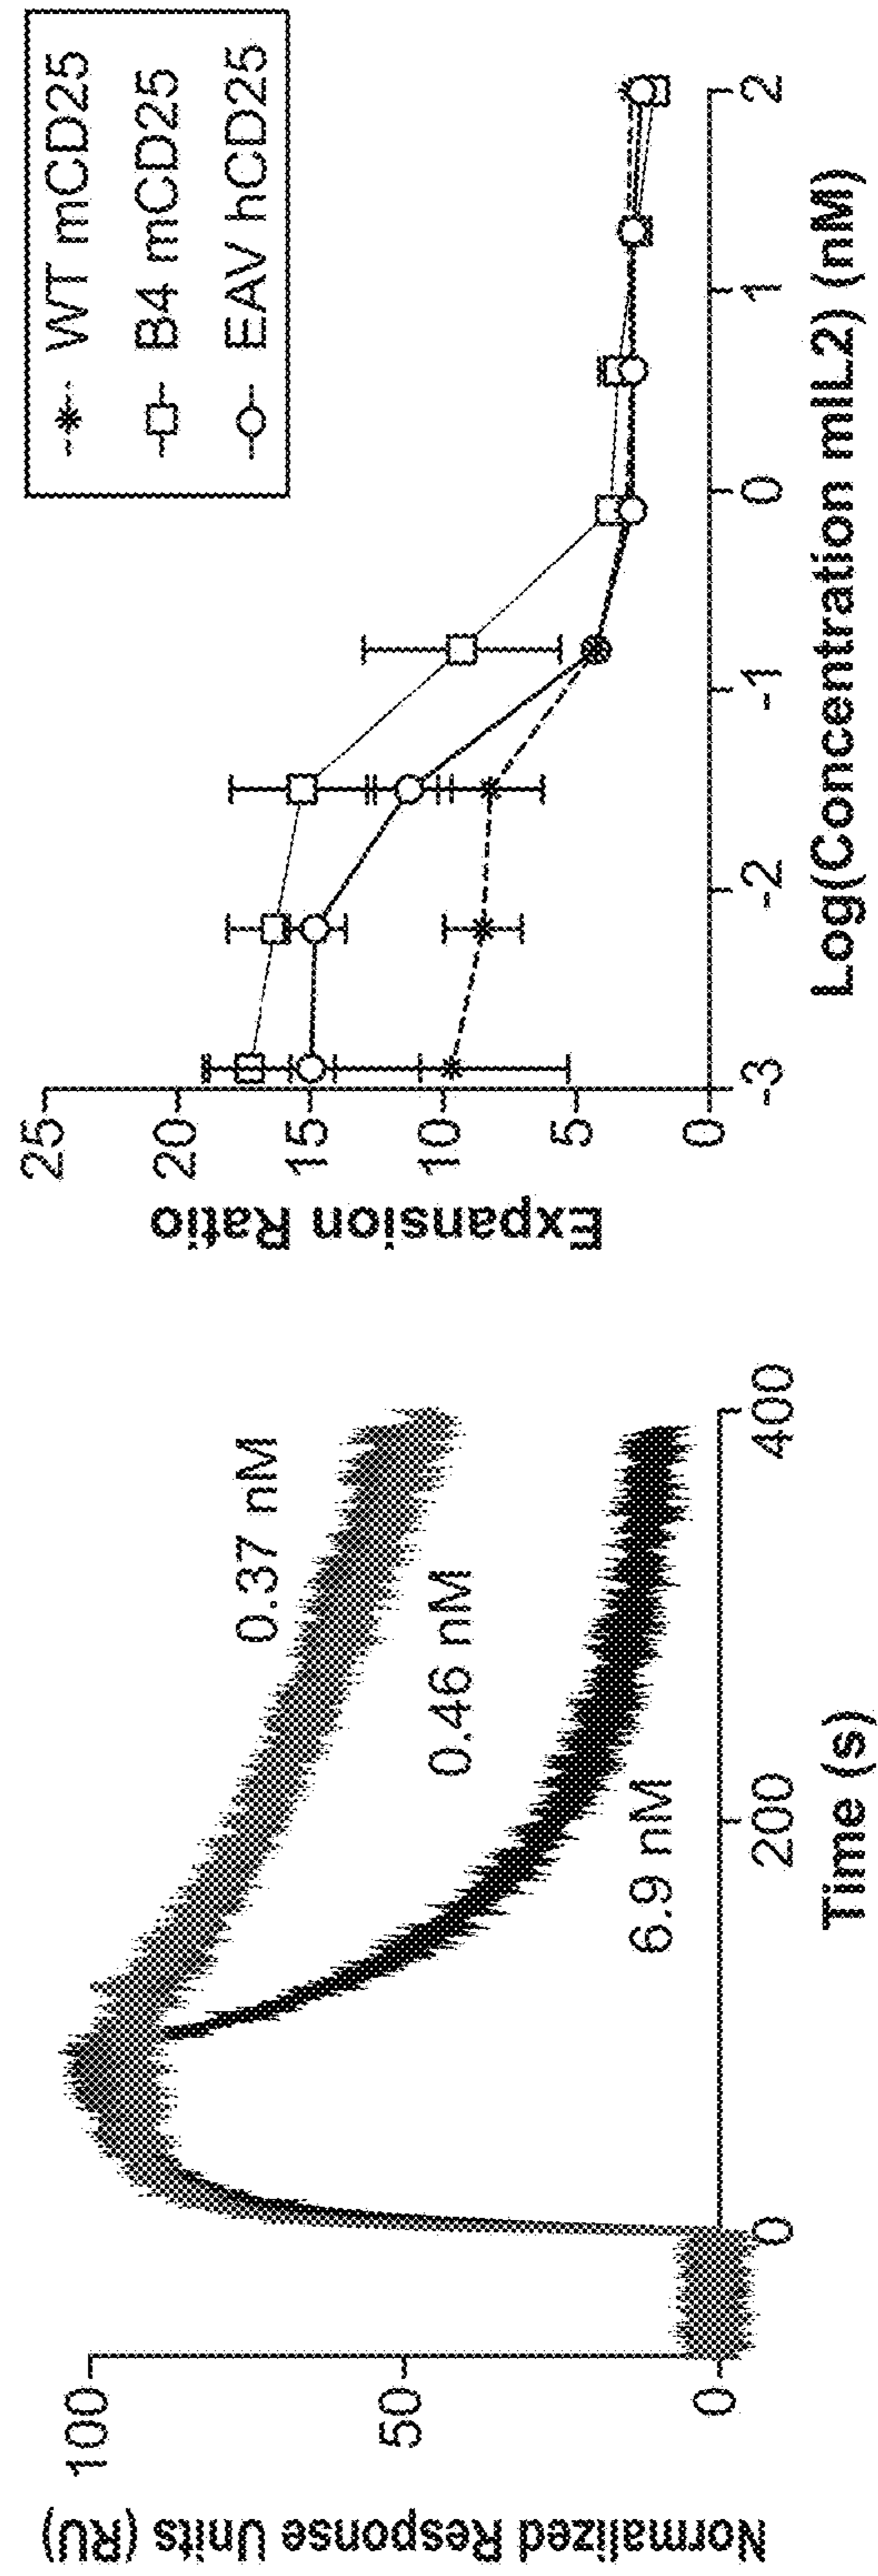 Normalized Response Units (RU)
100
50
0
0
200
400
Time (s)
0.37 nM
0.46 nM
6.9 nM
Expansion Ratio
25
20
15
10
5
0
-3
-2
-1
0
1
2
Log(Concentration mIL2) (nM)
WT mCD25
B4 mCD25
EAV hCD25